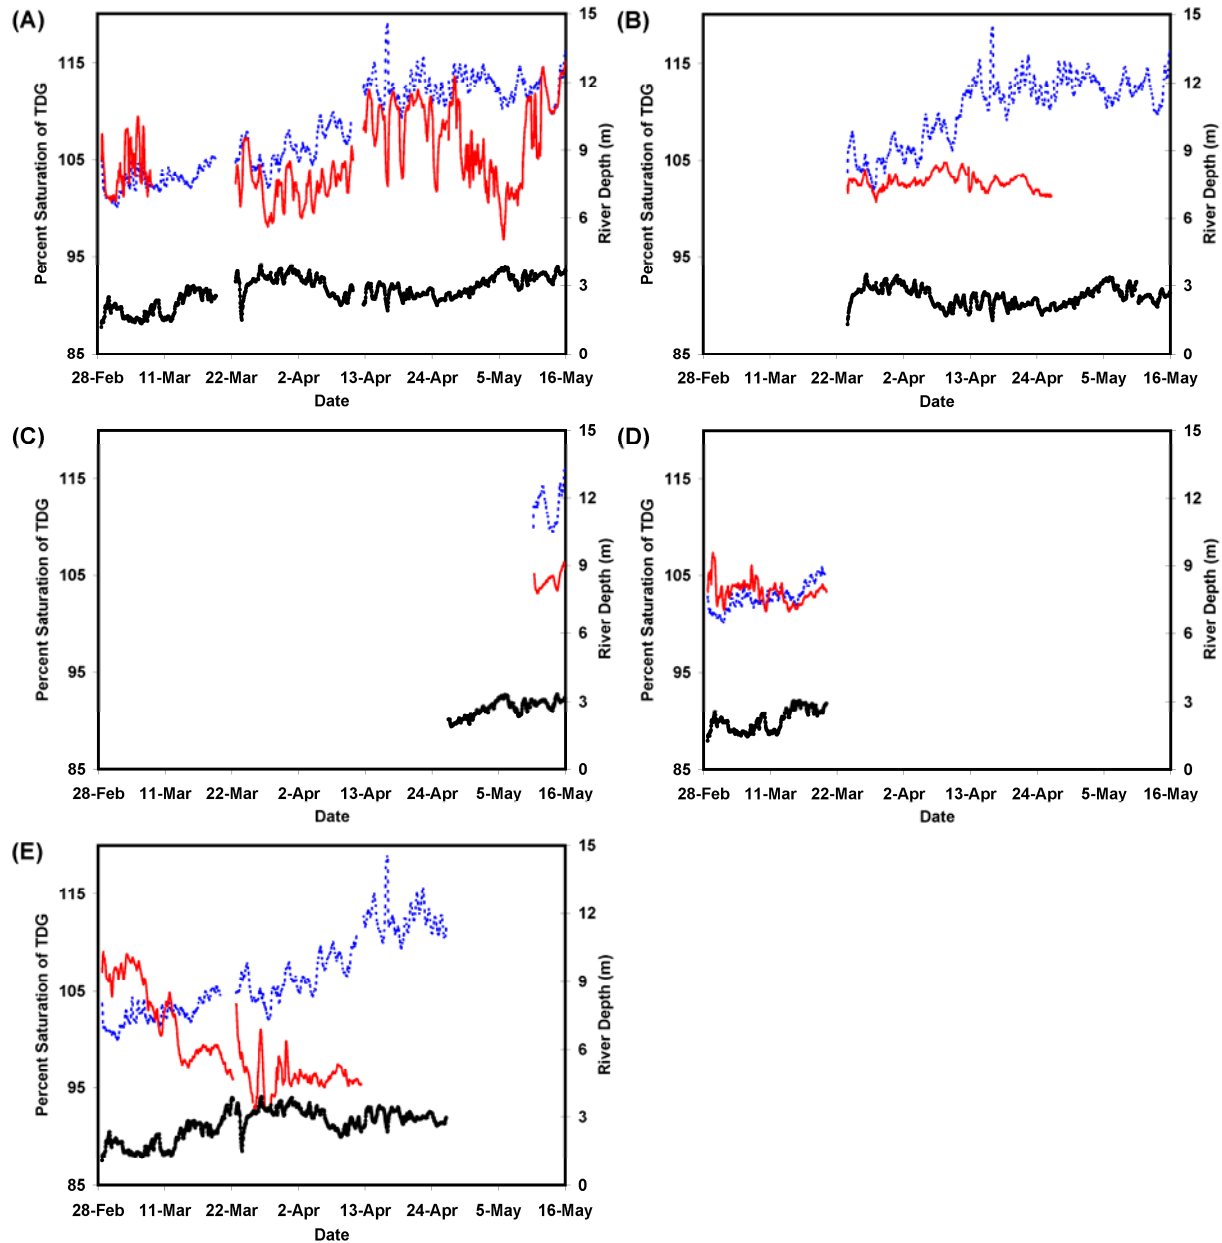 (A)
Percent Saturation of TDG
115
105
95
85
15
12
9
6
3
0
River Depth (m)
28-Feb 11-Mar 22-Mar 2-Apr 13-Apr 24-Apr 5-May 16-May
Date
(B)
Percent Saturation of TDG
115
105
95
85
15
12
9
6
3
0
River Depth (m)
28-Feb 11-Mar 22-Mar 2-Apr 13-Apr 24-Apr 5-May 16-May
Date
(C)
Percent Saturation of TDG
115
105
95
85
15
12
9
6
3
0
River Depth (m)
28-Feb 11-Mar 22-Mar 2-Apr 13-Apr 24-Apr 5-May 16-May
Date
(D)
Percent Saturation of TDG
115
105
95
85
15
12
9
6
3
0
River Depth (m)
28-Feb 11-Mar 22-Mar 2-Apr 13-Apr 24-Apr 5-May 16-May
Date
(E)
Percent Saturation of TDG
115
105
95
85
15
12
9
6
3
0
River Depth (m)
28-Feb 11-Mar 22-Mar 2-Apr 13-Apr 24-Apr 5-May 16-May
Date